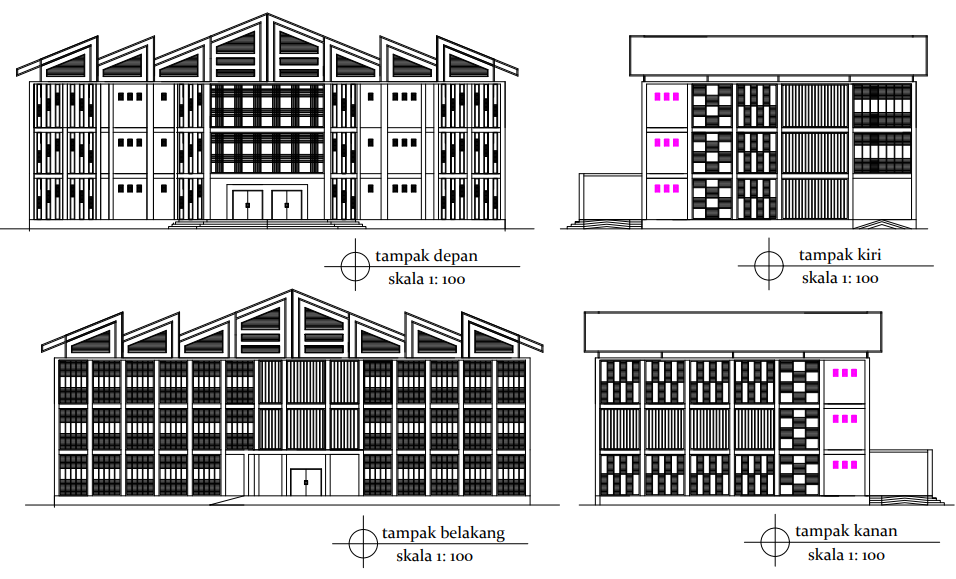 tampak depan
skala 1: 100
tampak kiri
skala 1: 100
tampak belakang
skala 1: 100
tampak kanan
skala 1: 100